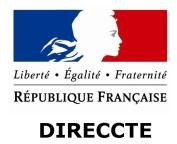 Liberté • Égalité • Fraternité
RÉPUBLIQUE FRANÇAISE
DIRECCTE